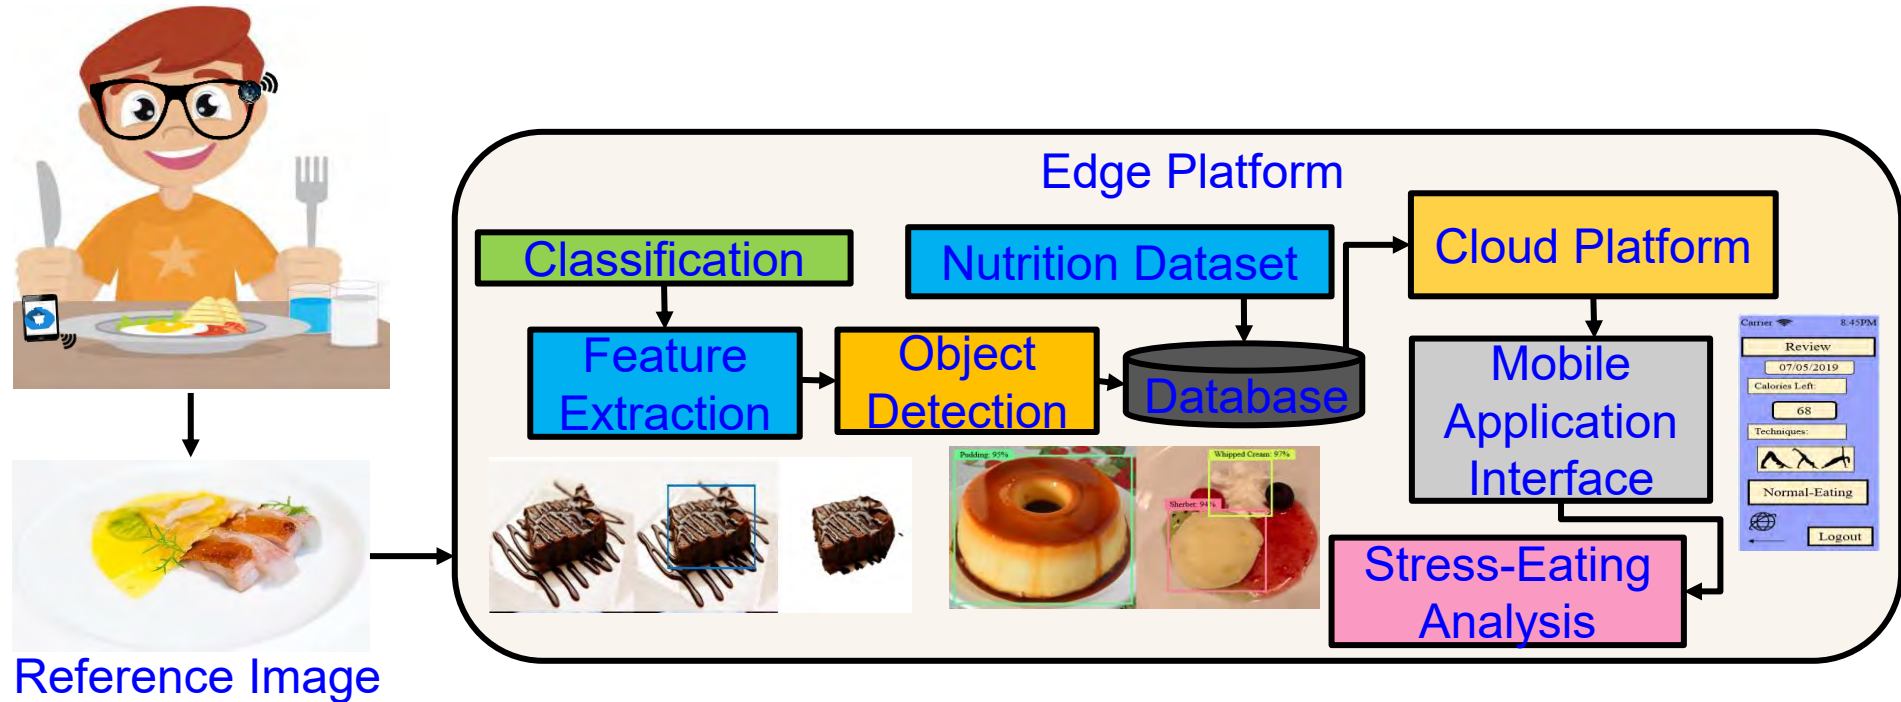 Edge Platform
Classification
Nutrition Dataset
Cloud Platform
Feature
Extraction
Object
Detection
Database
Mobile
Application
Interface
Stress-Eating
Analysis
Carrier 8:45PM
Review
07/05/2019
Calories Left:
68
Techniques:
Normal-Eating
Logout
Pudding: 95%
Whipped Cream: 97%
Sherbet: 94%
Reference Image